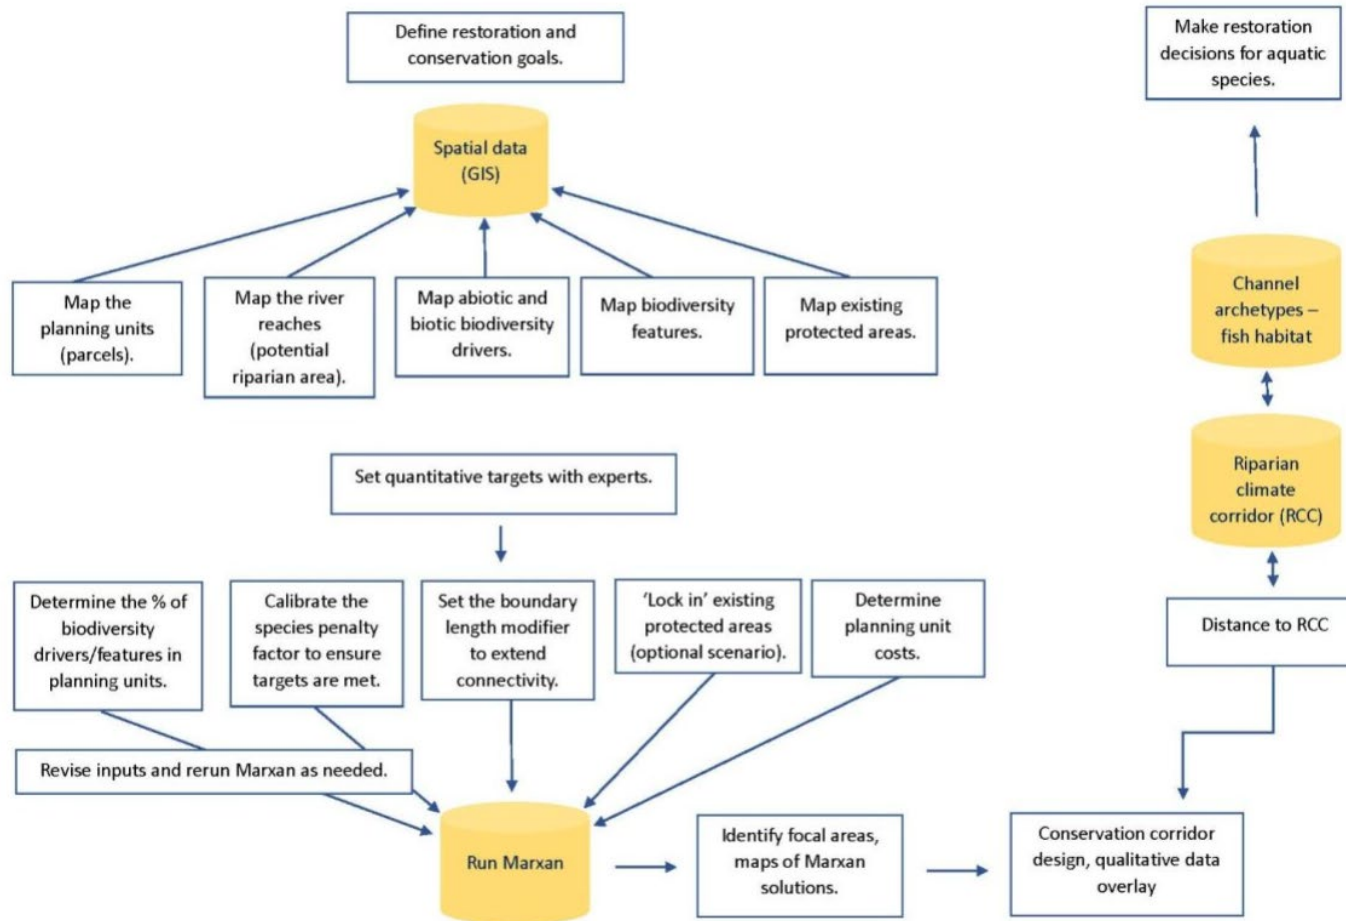 Define restoration and
conservation goals.
Make restoration
decisions for aquatic
species.
Spatial data
(GIS)
Map the
planning units
(parcels).
Map the river
reaches
(potential
riparian area).
Map abiotic and
biotic biodiversity
drivers.
Map biodiversity
features.
Map existing
protected areas.
Channel
archetypes –
fish habitat
Riparian
climate
corridor (RCC)
Set quantitative targets with experts.
Determine the % of
biodiversity
drivers/features in
planning units.
Calibrate the
species penalty
factor to ensure
targets are met.
Set the boundary
length modifier
to extend
connectivity.
‘Lock in’ existing
protected areas
(optional scenario).
Determine
planning unit
costs.
Distance to RCC
Revise inputs and rerun Marxan as needed.
Run Marxan
Identify focal areas,
maps of Marxan
solutions.
Conservation corridor
design, qualitative data
overlay